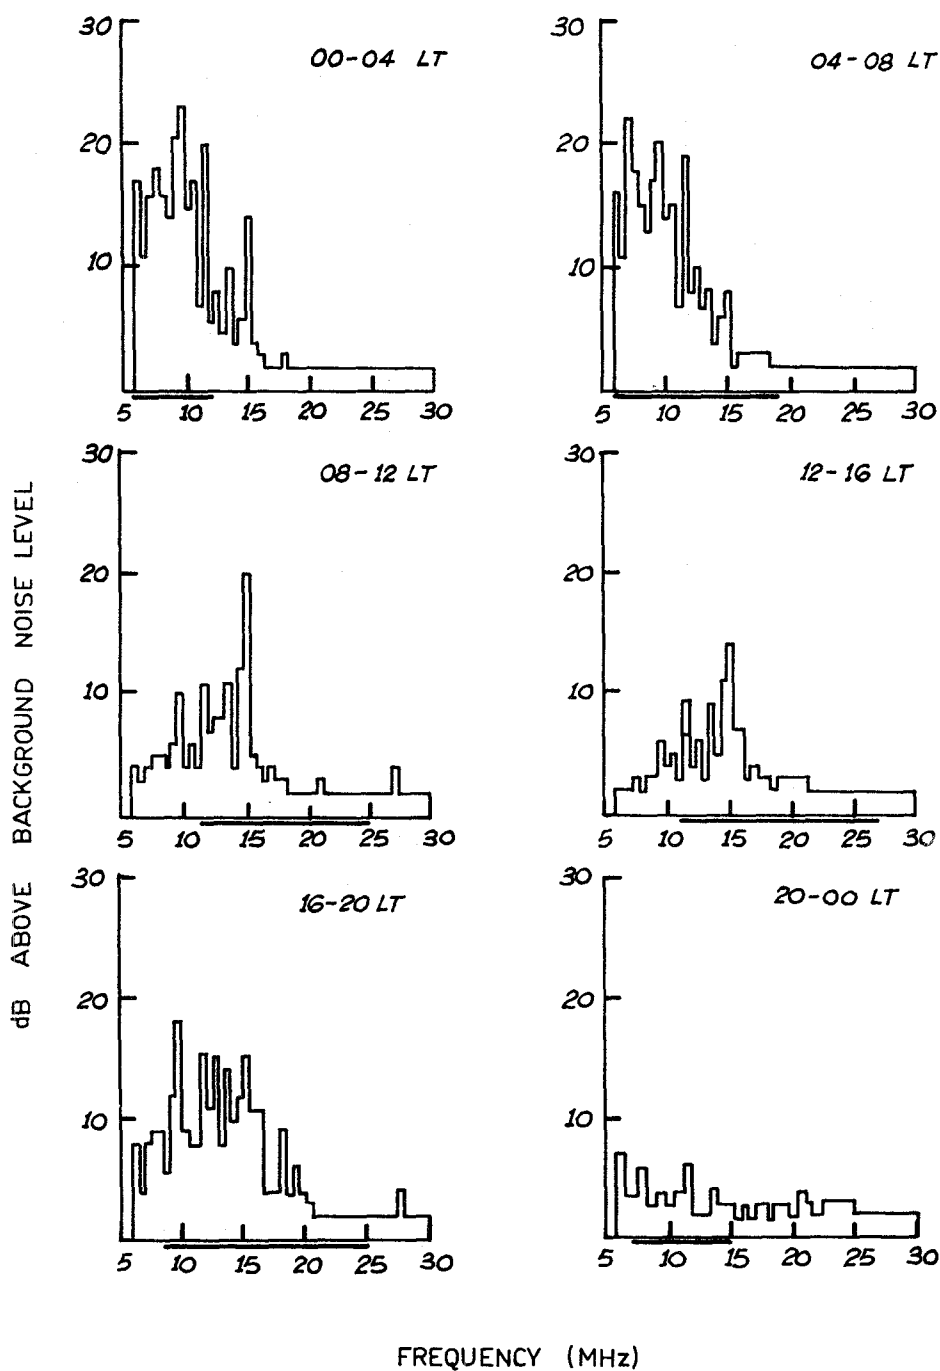 30
00-04 LT
20
10
5 10 15 20 25 30
30
04-08 LT
20
10
5 10 15 20 25 30
30
08-12 LT
20
10
5 10 15 20 25 30
30
12-16 LT
20
10
5 10 15 20 25 30
30
16-20 LT
20
10
5 10 15 20 25 30
30
20-00 LT
20
10
5 10 15 20 25 30
dB ABOVE BACKGROUND NOISE LEVEL
FREQUENCY (MHz)